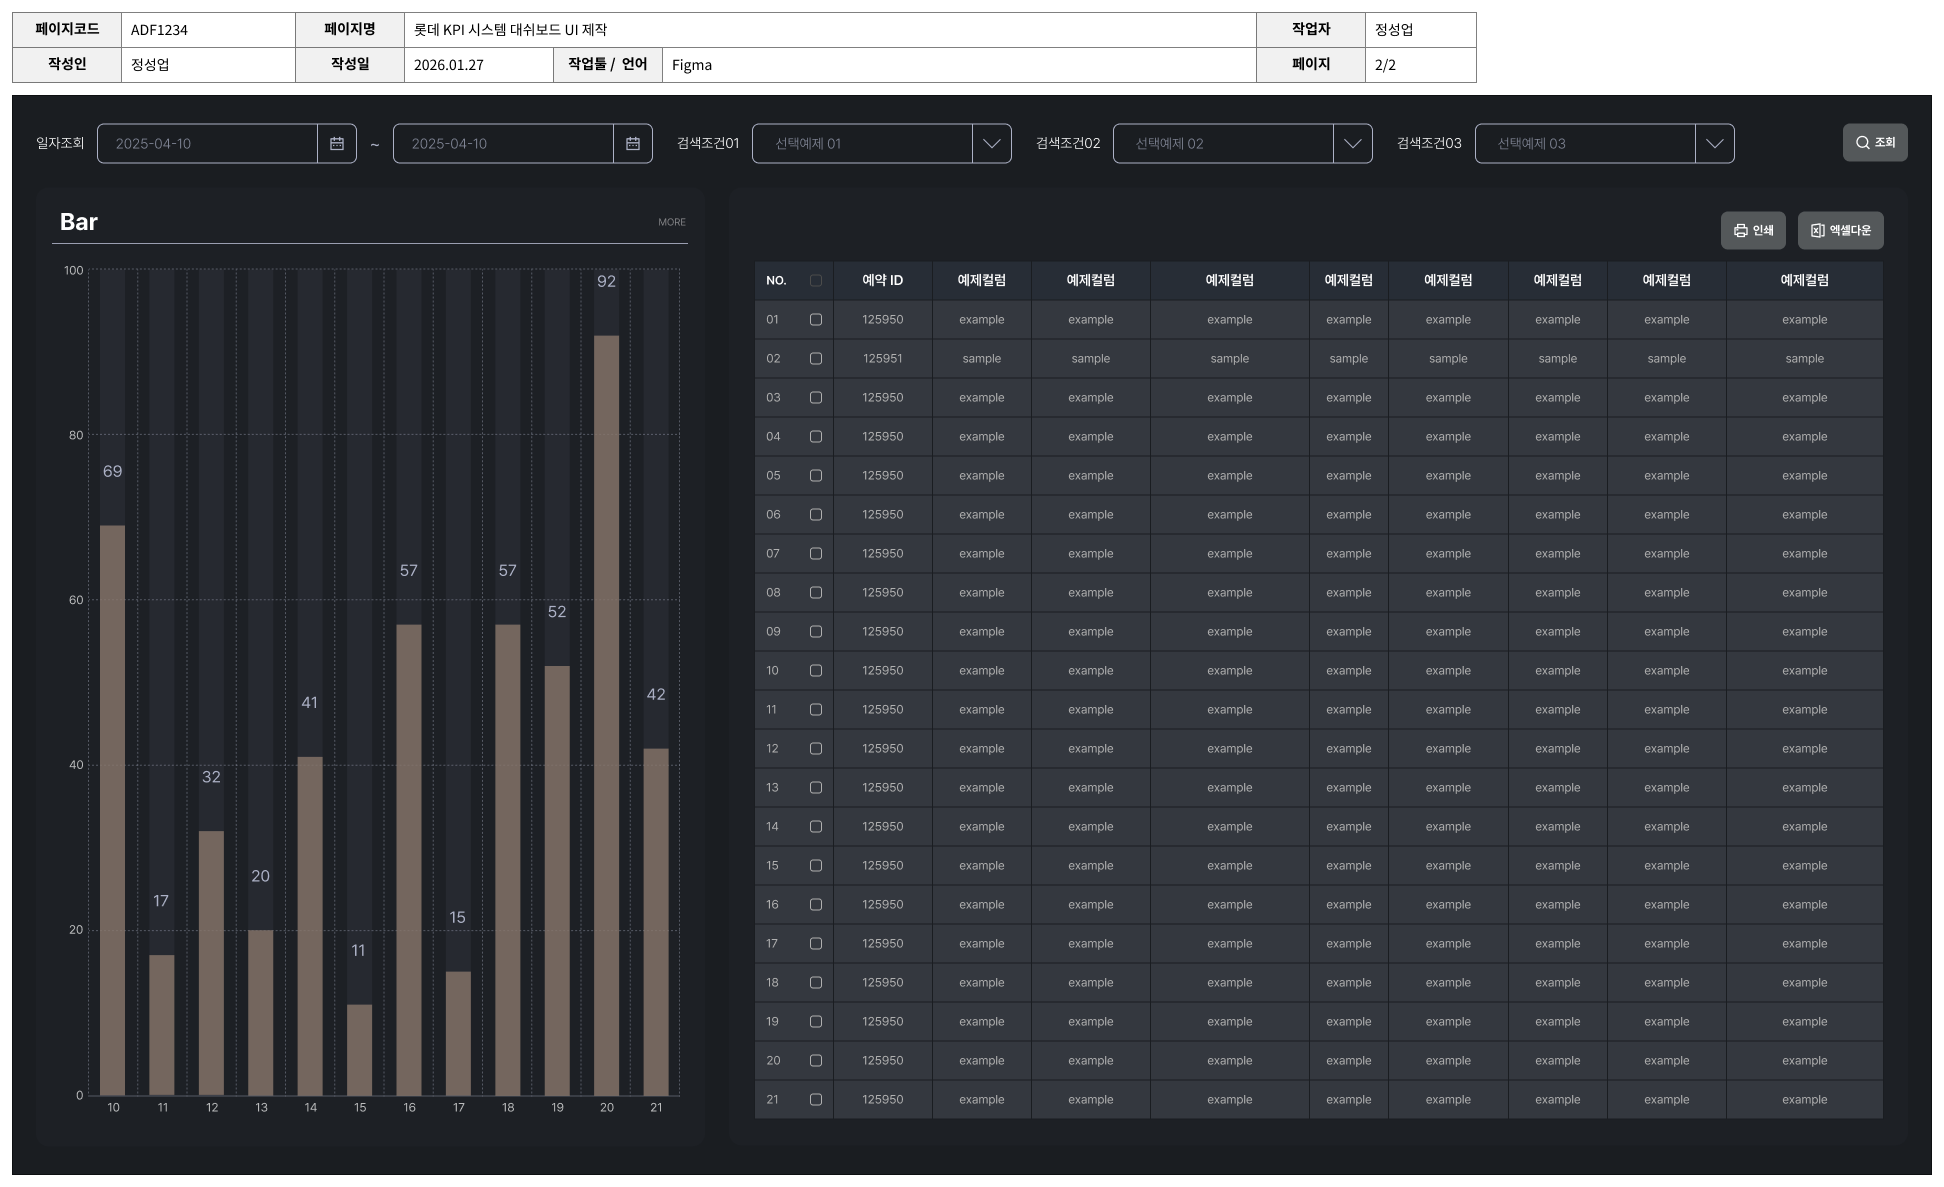 페이지코드 ADF1234 페이지명 롯데 KPI 시스템 대쉬보드 UI 제작 작업자 정성업
작성인 정성업 작성일 2026.01.27 작업툴 / 언어 Figma 페이지 2/2
일자조회 2025-04-10 ~ 2025-04-10 검색조건01 선택예제 01 검색조건02 선택예제 02 검색조건03 선택예제 03 조회
Bar MORE
100
80
60
40
20
0
69 17 32 20 41 11 57 15 57 52 92 42
10 11 12 13 14 15 16 17 18 19 20 21
인쇄 엑셀다운
NO. 예약 ID 예제컬럼 예제컬럼 예제컬럼 예제컬럼 예제컬럼 예제컬럼 예제컬럼 예제컬럼
01 125950 example example example example example example example example
02 125951 sample sample sample sample sample sample sample sample
03 125950 example example example example example example example example
04 125950 example example example example example example example example
05 125950 example example example example example example example example
06 125950 example example example example example example example example
07 125950 example example example example example example example example
08 125950 example example example example example example example example
09 125950 example example example example example example example example
10 125950 example example example example example example example example
11 125950 example example example example example example example example
12 125950 example example example example example example example example
13 125950 example example example example example example example example
14 125950 example example example example example example example example
15 125950 example example example example example example example example
16 125950 example example example example example example example example
17 125950 example example example example example example example example
18 125950 example example example example example example example example
19 125950 example example example example example example example example
20 125950 example example example example example example example example
21 125950 example example example example example example example example